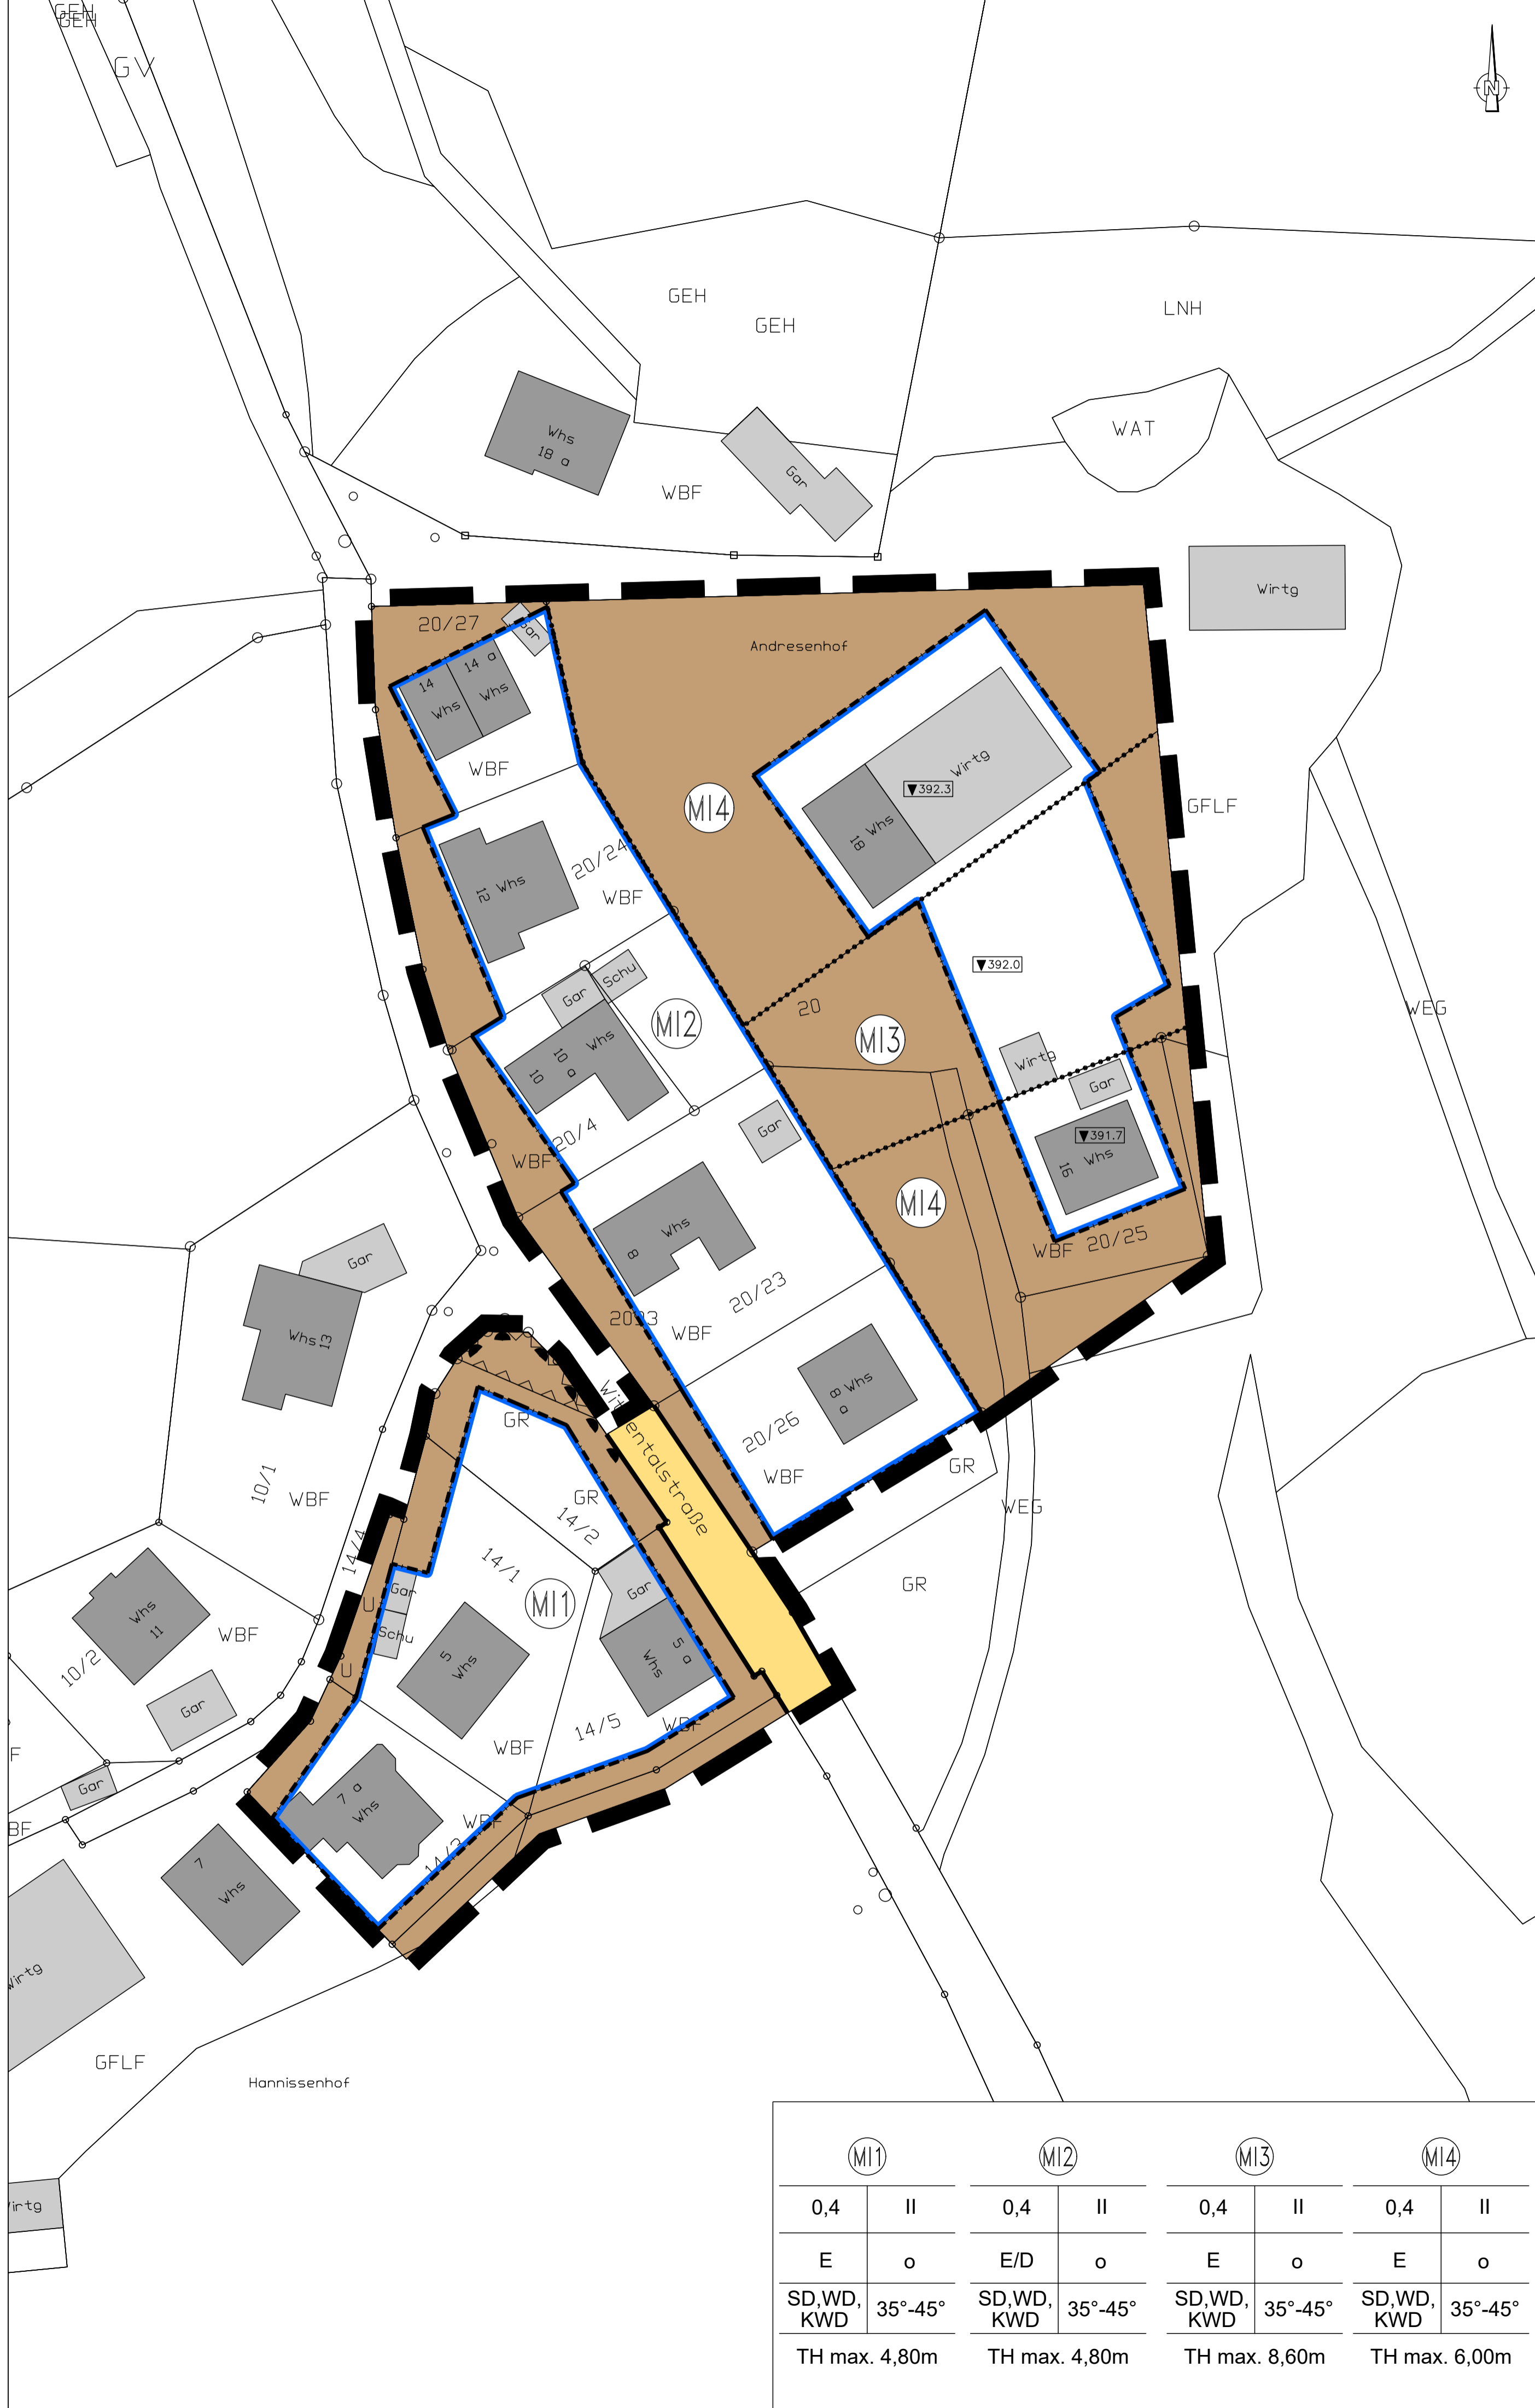 GEH
GEH
GV
N
GEH
GEH
LNH
WAT
Whs
18 a
Gar
WBF
Wirtg
20/27
Gar
Andresenhof
14 a
14
Whs
Whs
WBF
MI4
Wirtg
392.3
18 Whs
GFLF
20/24
12 Whs
WBF
392.0
Schu
Gar
MI2
20
MI3
WEG
10 a
10
Whs
Wirtg
Gar
20/4
WBF
Gar
391.7
16 Whs
MI4
8 Whs
WBF
20/25
Gar
Whs 13
20/23
2093
WBF
8 a
Whs
GR
20/26
WBF
GR
10/1
WBF
GR
WEG
14/2
14/4
14/1
GR
MI1
Gar
U
Gar
Schu
Whs
11
WBF
10/2
5
Whs
5 a
Whs
U
Gar
14/5
WBF
WBF
F
Gar
7 a
Whs
WBF
BF
7
Whs
GFLF
Hannissenhof
MI1 MI2 MI3 MI4
0,4 II 0,4 II 0,4 II 0,4 II
E o E/D o E o E o
SD,WD, KWD 35°-45° SD,WD, KWD 35°-45° SD,WD, KWD 35°-45° SD,WD, KWD 35°-45°
TH max. 4,80m TH max. 4,80m TH max. 8,60m TH max. 6,00m